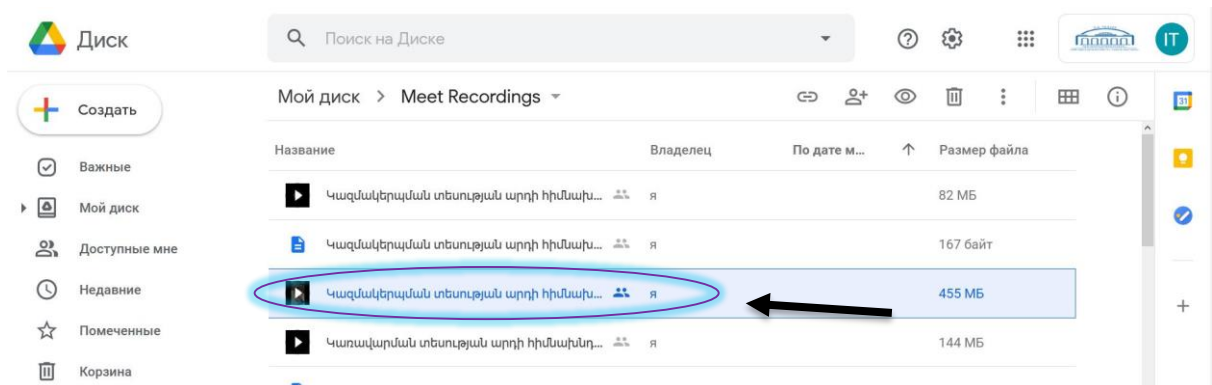 Диск
Поиск на Диске
IT
Создать
Мой диск > Meet Recordings
31
Название Владелец По дате м... Размер файла
Важные
Կազմակերպման տեսության արդի հիմնախ... я 82 МБ
Мой диск
Կազմակերպման տեսության արդի հիմնախ... я 167 байт
Доступные мне
Недавние
Կազմակերպման տեսության արդի հիմնախ... я 455 МБ
Помеченные
Կառավարման տեսության արդի հիմնախնդ... я 144 МБ
Корзина